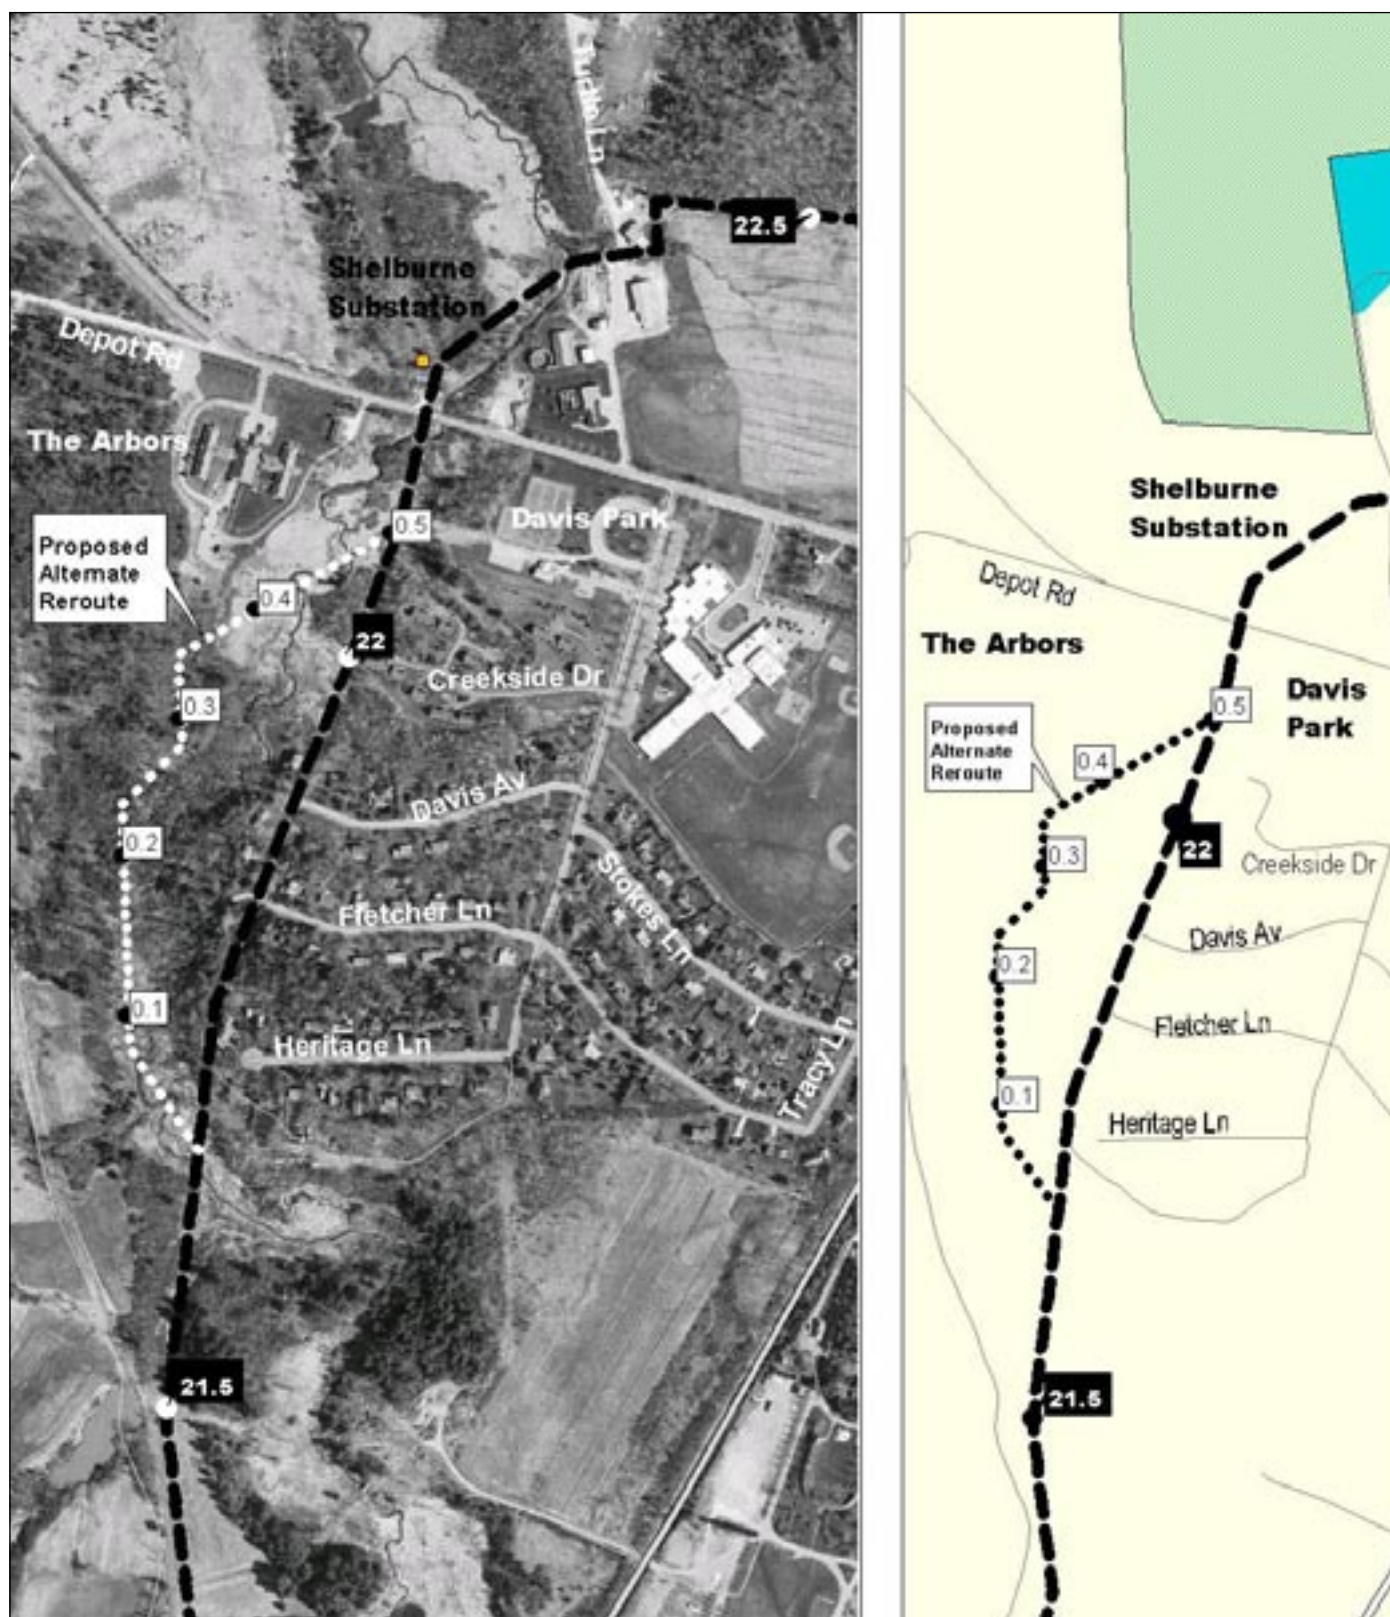 Turtle Ln
22.5
Shelburne
Substation
Depot Rd
The Arbors
Proposed
Alternate
Reroute
0.5
Davis Park
0.4
22
Creekside Dr
0.3
Davis Av
0.2
Stokes Ln
Fletcher Ln
0.1
Heritage Ln
Tracy Ln
21.5
Shelburne
Substation
Depot Rd
The Arbors
Davis
Park
0.5
Proposed
Alternate
Reroute
0.4
22
0.3
Creekside Dr
Davis Av
0.2
Fletcher Ln
0.1
Heritage Ln
21.5